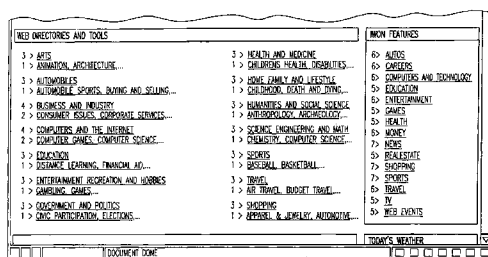 WEB DIRECTORIES AND TOOLS
3 > ARTS
1 > ANIMATION, ARCHITECTURE,...
3 > AUTOMOBILES
1 > AUTOMOBILE SPORTS, BUYING AND SELLING,...
4 > BUSINESS AND INDUSTRY
2 > CONSUMER ISSUES, CORPORATE SERVICES,...
4 > COMPUTERS AND THE INTERNET
2 > COMPUTER GAMES, COMPUTER SCIENCE,...
3 > EDUCATION
1 > DISTANCE LEARNING, FINANCIAL AID,...
3 > ENTERTAINMENT RECREATION AND HOBBIES
1 > GAMBLING, GAMES,...
3 > GOVERNMENT AND POLITICS
1 > CIVIC PARTICIPATION, ELECTIONS,...
3 > HEALTH AND MEDICINE
1 > CHILDRENS HEALTH, DISABILITIES,...
3 > HOME FAMILY AND LIFESTYLE
1 > CHILDHOOD, DEATH AND DYING,...
3 > HUMANITIES AND SOCIAL SCIENCE
1 > ANTHROPOLOGY, ARCHAEOLOGY,...
3 > SCIENCE ENGINEERING AND MATH
1 > CHEMISTRY, COMPUTER SCIENCE,...
3 > SPORTS
1 > BASEBALL, BASKETBALL,...
3 > TRAVEL
1 > AIR TRAVEL, BUDGET TRAVEL,...
3 > SHOPPING
1 > APPAREL & JEWELRY, AUTOMOTIVE,...
IWON FEATURES
6> AUTOS
6> CAREERS
6> COMPUTERS AND TECHNOLOGY
5> EDUCATION
6> ENTERTAINMENT
5> GAMES
5> HEALTH
6> MONEY
7> NEWS
5> REALESTATE
7> SHOPPING
7> SPORTS
6> TRAVEL
5> TV
5> WEB EVENTS
TODAY'S WEATHER
DOCUMENT DONE